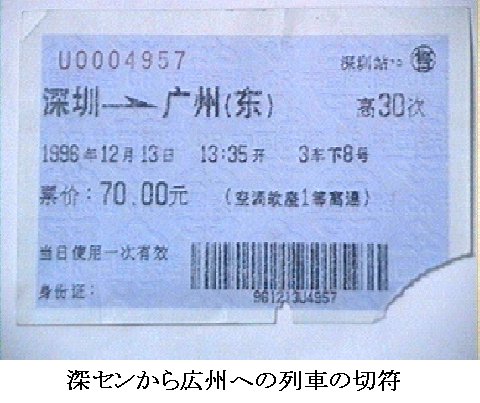 U0004957 深圳站 售
深圳 → 广州(东) 高30次
1996年12月13日 13:35开 3车下8号
票价：70.00元 (空调软座1等高速)
当日使用一次有效
身份证：
961213U4957
深センから広州への列車の切符